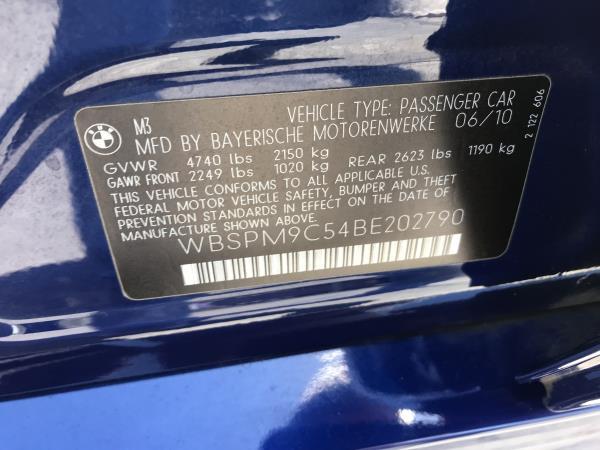 BMW
M3
VEHICLE TYPE: PASSENGER CAR
MFD BY BAYERISCHE MOTORENWERKE 06/10
GVWR 4740 lbs 2150 kg
GAWR FRONT 2249 lbs 1020 kg REAR 2623 lbs 1190 kg
THIS VEHICLE CONFORMS TO ALL APPLICABLE U.S.
FEDERAL MOTOR VEHICLE SAFETY, BUMPER AND THEFT
PREVENTION STANDARDS IN EFFECT ON THE DATE OF
MANUFACTURE SHOWN ABOVE.
WBSPM9C54BE202790
2 122 606